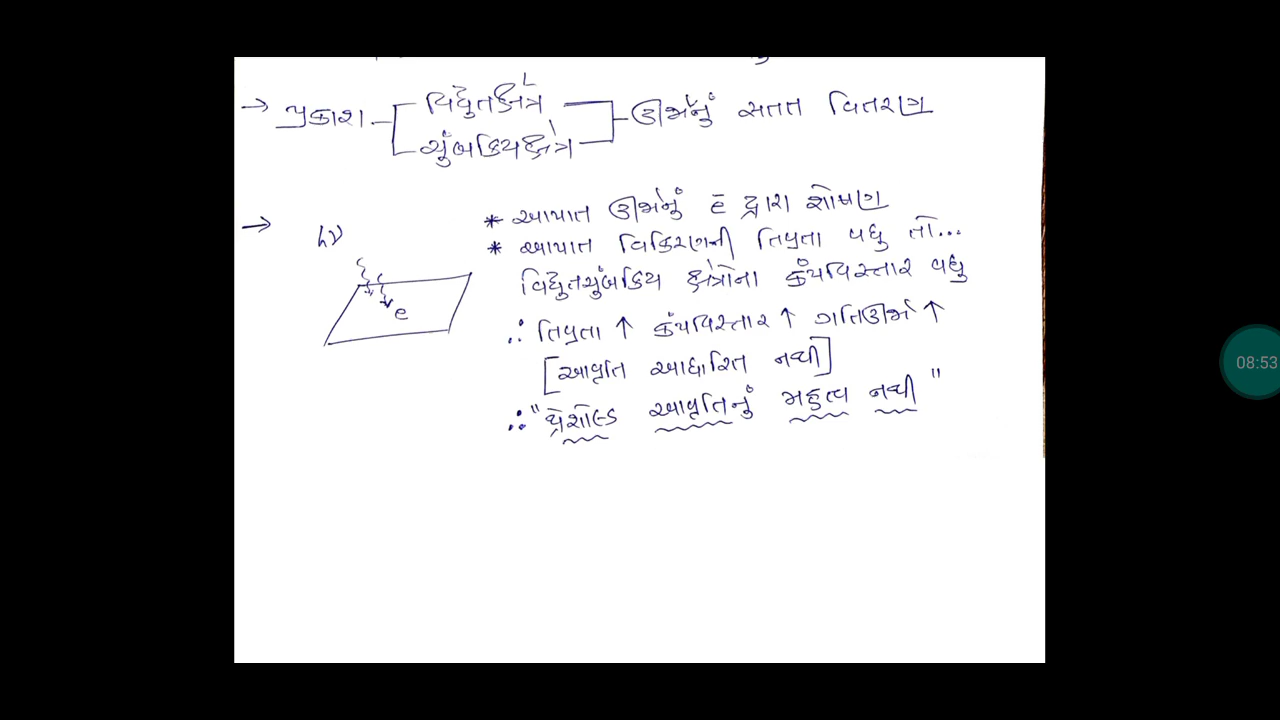 → પ્રકાશ — વિદ્યુતક્ષેત્ર — ઊર્જાનું સતત વિતરણ
ચુંબકિયક્ષેત્ર
→ hν
* આપાત ઊર્જાનું ē દ્વારા શોષણ
* આપાત વિકિરણની તિવ્રતા વધુ તો...
વિદ્યુતચુંબકિય ક્ષેત્રોના કંપવિસ્તાર વધુ
∴ તિવ્રતા ↑ કંપવિસ્તાર ↑ ગતિઊર્જા ↑
[આવૃતિ આધારિત નથી]
∴ "થ્રેશોલ્ડ આવૃતિનું મહત્વ નથી"
e
08:53